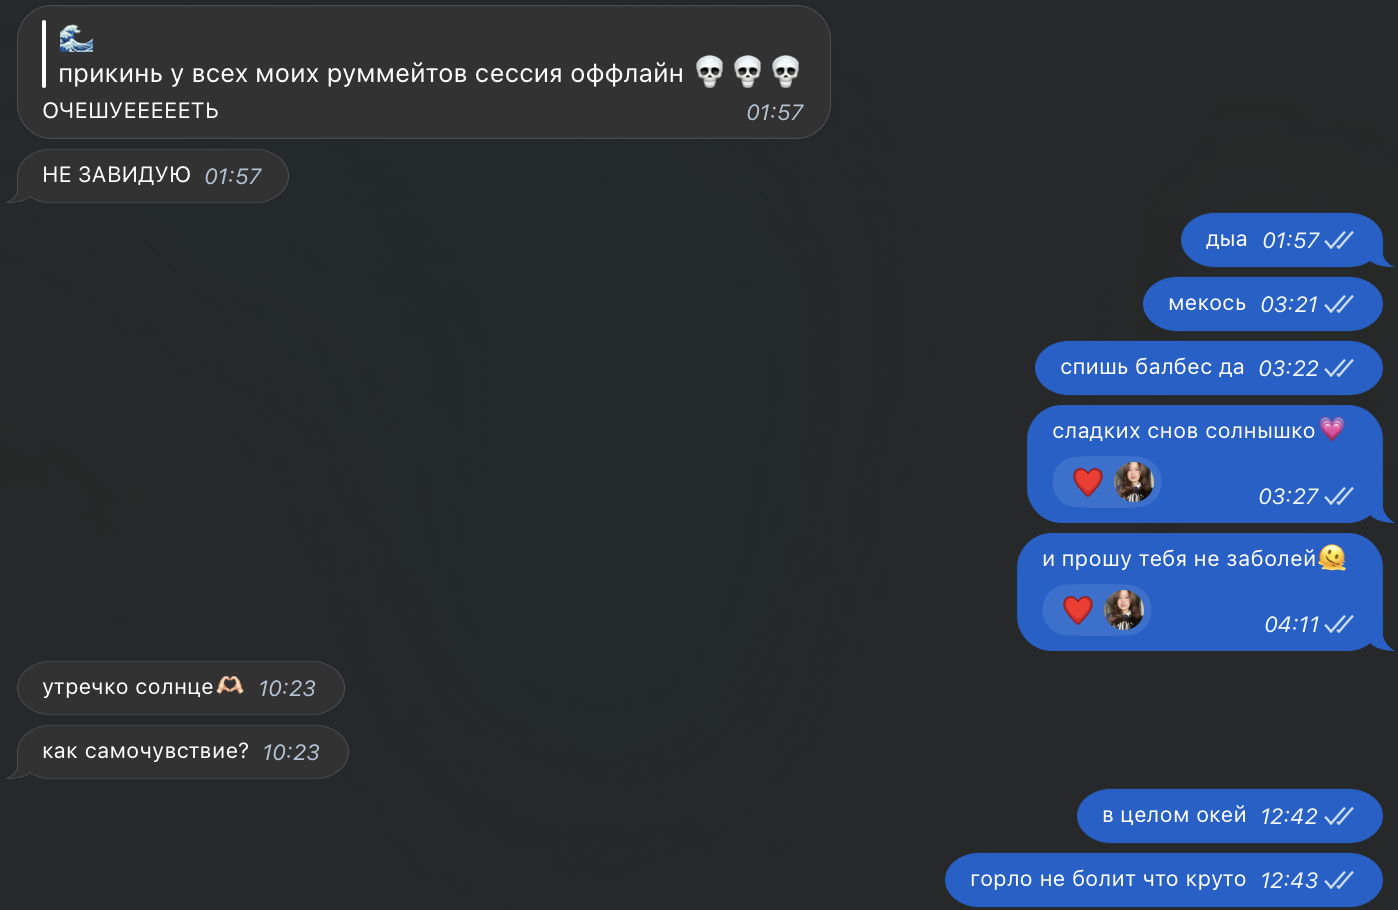 🌊
прикинь у всех моих руммейтов сессия оффлайн 💀💀💀
ОЧЕШУЕЕЕЕЕТЬ 01:57
НЕ ЗАВИДУЮ 01:57
дыа 01:57
мекось 03:21
спишь балбес да 03:22
сладких снов солнышко💗
03:27
и прошу тебя не заболей🫠
04:11
утречко солнце🫶🏻 10:23
как самочувствие? 10:23
в целом окей 12:42
горло не болит что круто 12:43